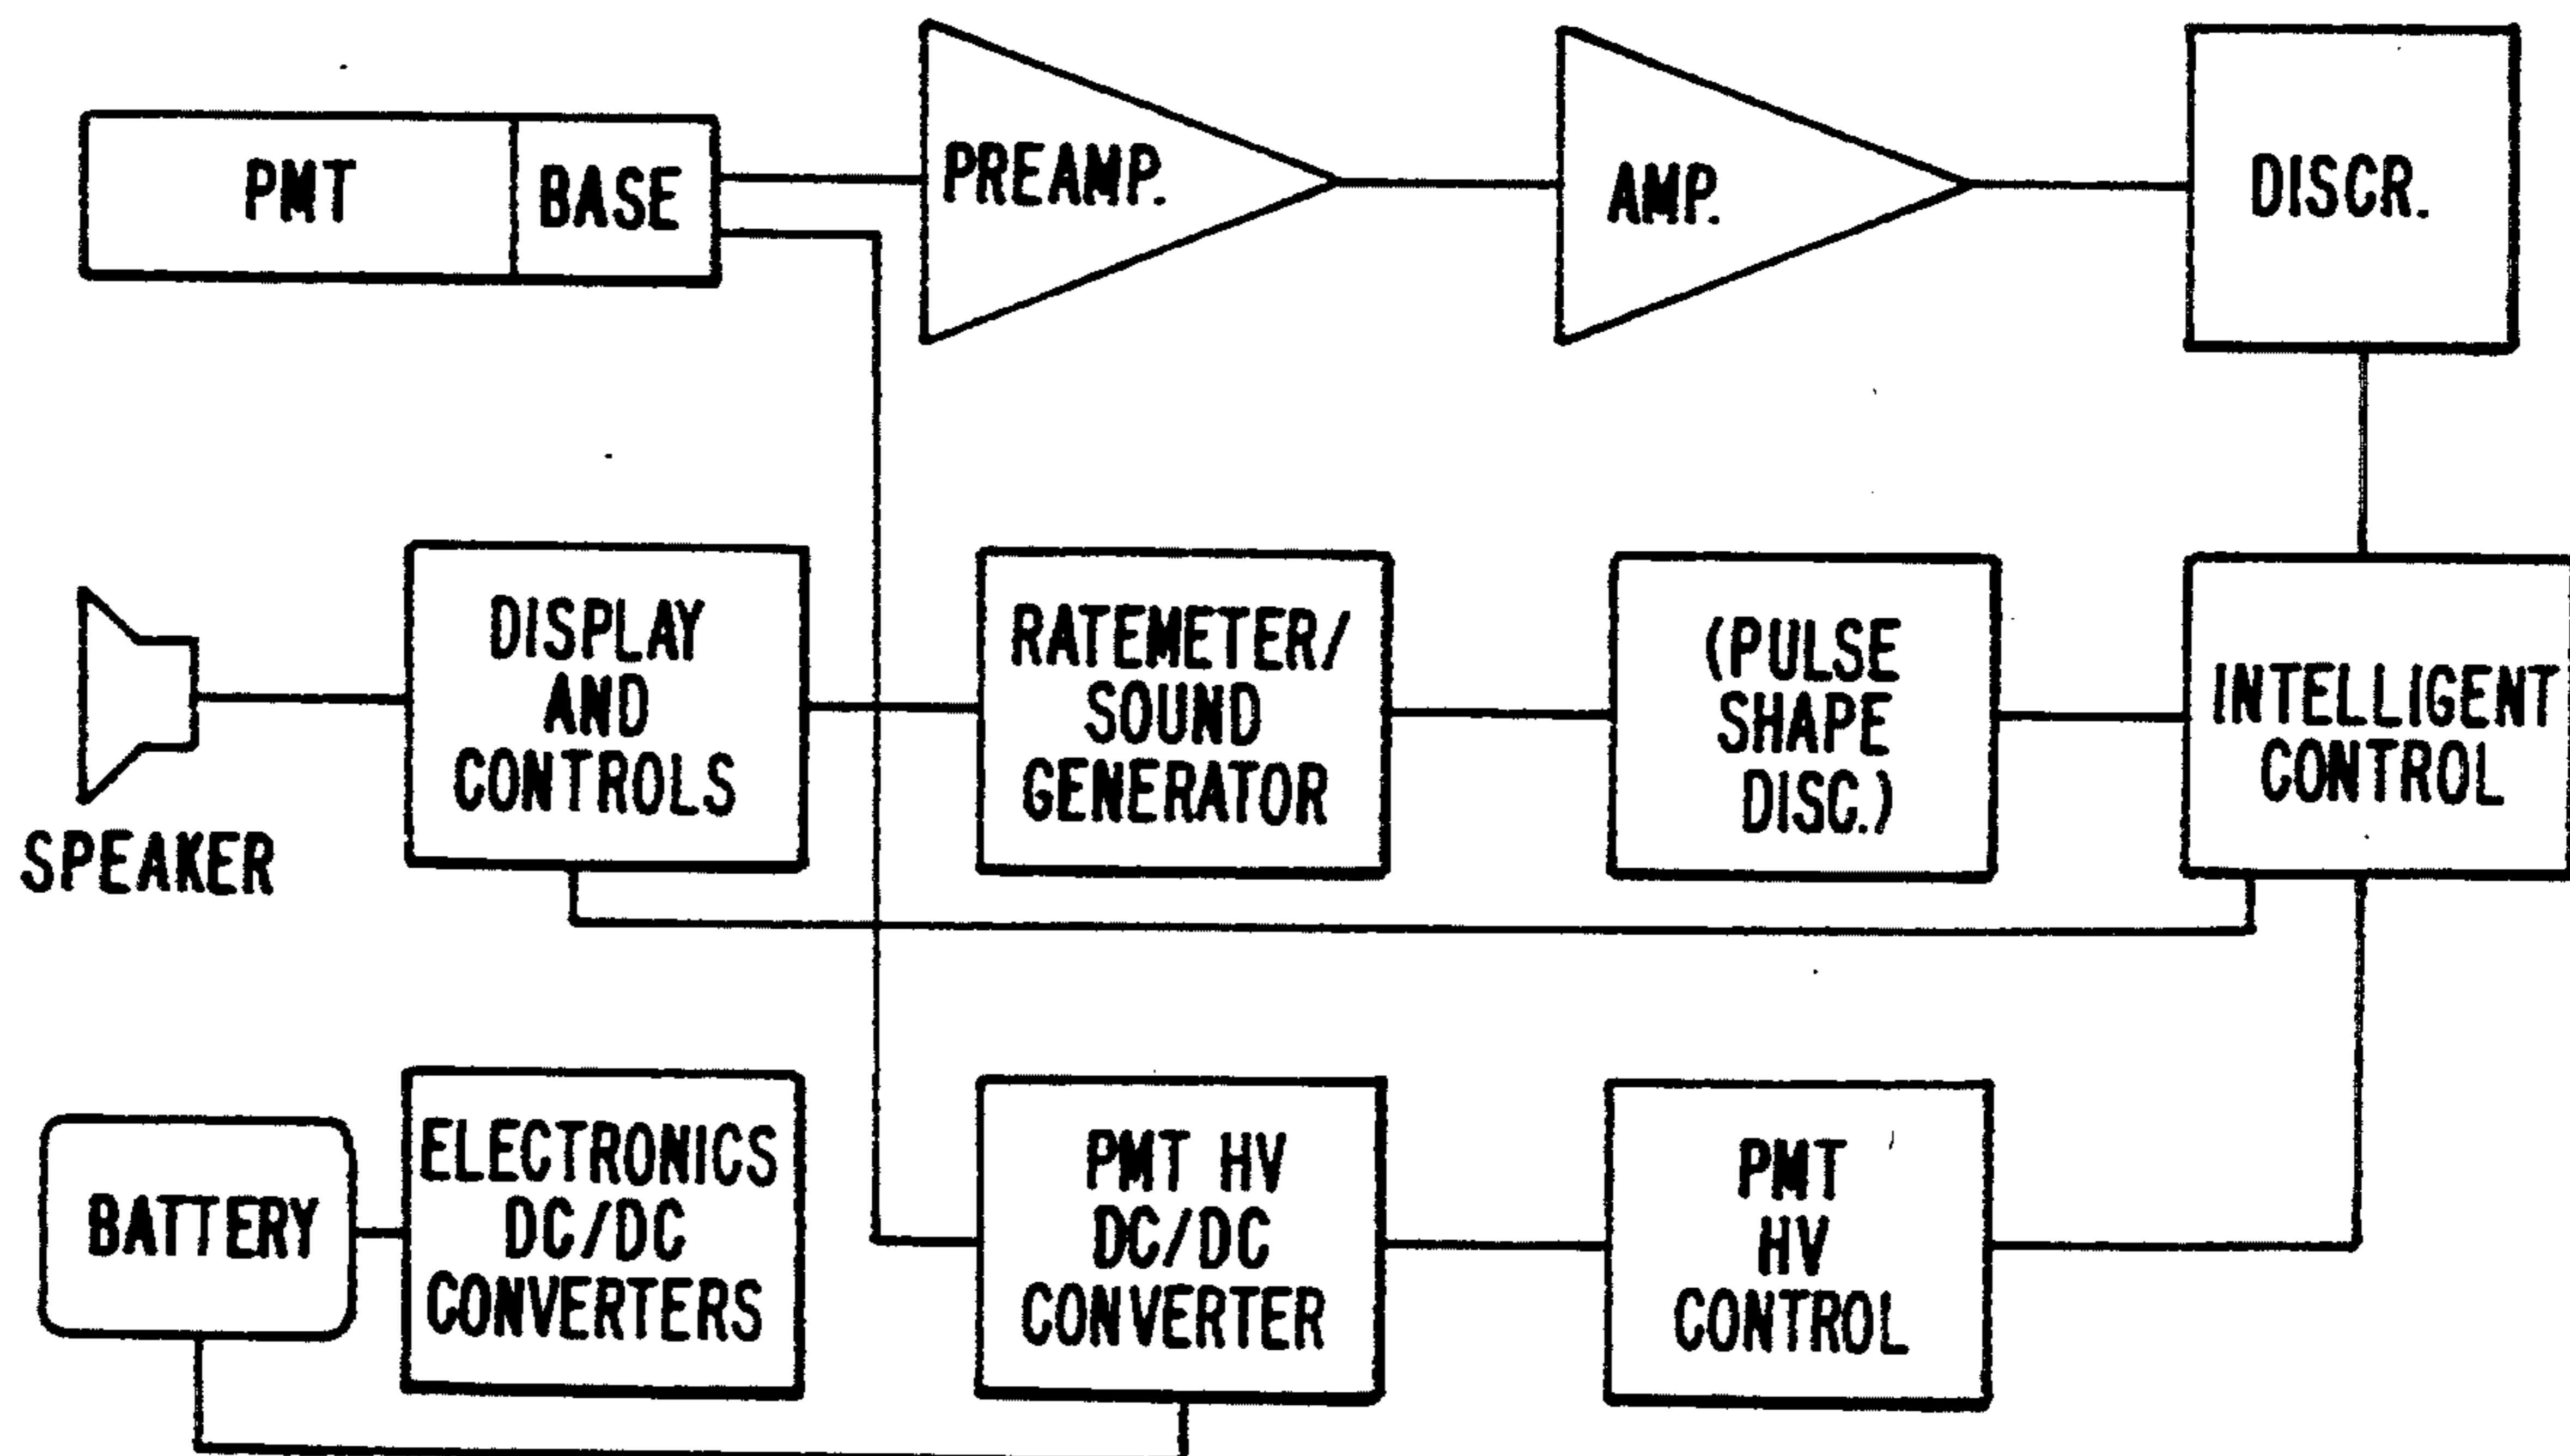 PMT
BASE
PREAMP.
AMP.
DISCR.
SPEAKER
DISPLAY
AND
CONTROLS
RATEMETER/
SOUND
GENERATOR
(PULSE
SHAPE
DISC.)
INTELLIGENT
CONTROL
BATTERY
ELECTRONICS
DC/DC
CONVERTERS
PMT HV
DC/DC
CONVERTER
PMT
HV
CONTROL